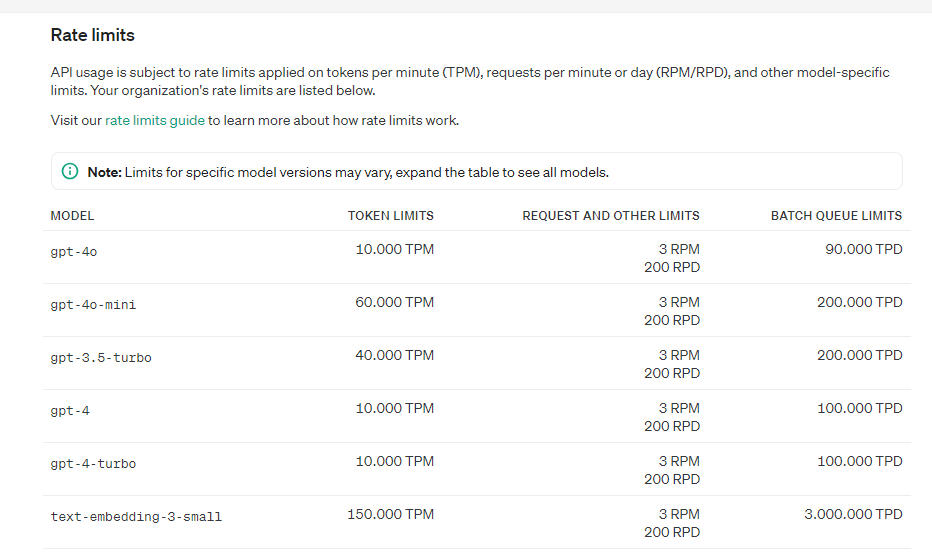 Rate limits
API usage is subject to rate limits applied on tokens per minute (TPM), requests per minute or day (RPM/RPD), and other model-specific
limits. Your organization's rate limits are listed below.
Visit our rate limits guide to learn more about how rate limits work.
Note: Limits for specific model versions may vary, expand the table to see all models.
MODEL TOKEN LIMITS REQUEST AND OTHER LIMITS BATCH QUEUE LIMITS
gpt-4o 10.000 TPM 3 RPM 90.000 TPD
200 RPD
gpt-4o-mini 60.000 TPM 3 RPM 200.000 TPD
200 RPD
gpt-3.5-turbo 40.000 TPM 3 RPM 200.000 TPD
200 RPD
gpt-4 10.000 TPM 3 RPM 100.000 TPD
200 RPD
gpt-4-turbo 10.000 TPM 3 RPM 100.000 TPD
200 RPD
text-embedding-3-small 150.000 TPM 3 RPM 3.000.000 TPD
200 RPD